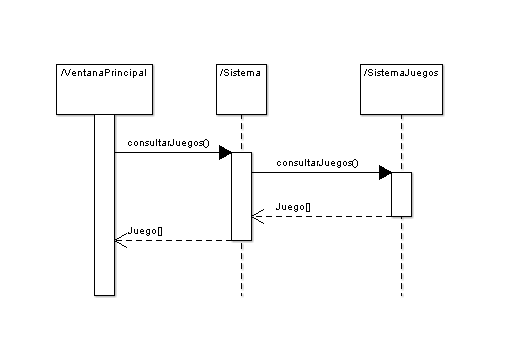 /VentanaPrincipal
/Sistema
/SistemaJuegos
consultarJuegos()
consultarJuegos()
Juego[]
Juego[]